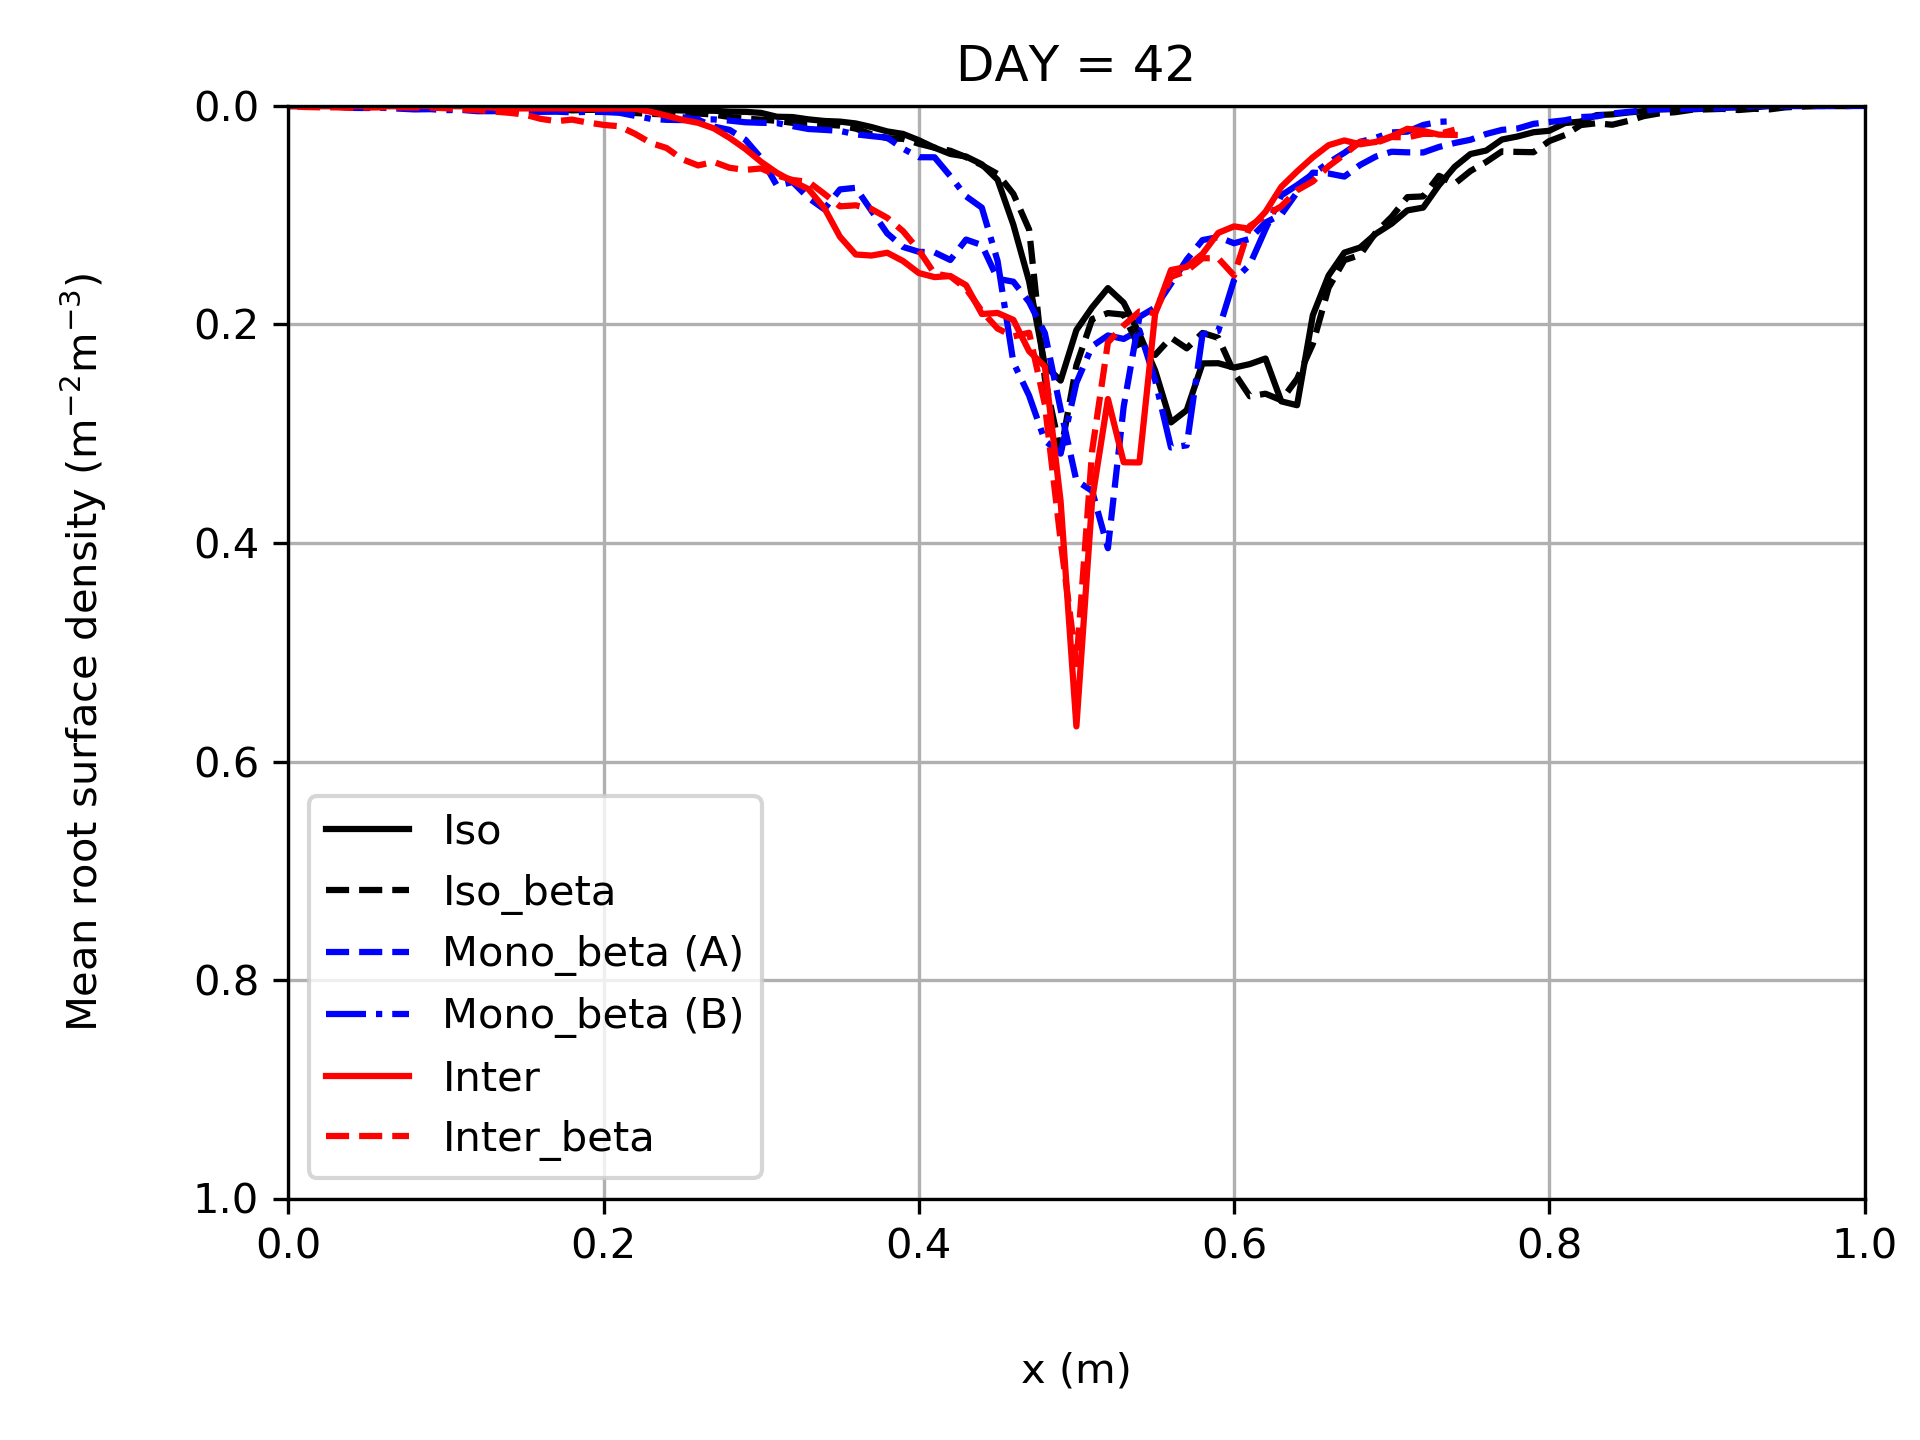 DAY = 42
Mean root surface density (m⁻²m⁻³)
0.0
0.2
0.4
0.6
0.8
1.0
Iso
Iso_beta
Mono_beta (A)
Mono_beta (B)
Inter
Inter_beta
0.0 0.2 0.4 0.6 0.8 1.0
x (m)